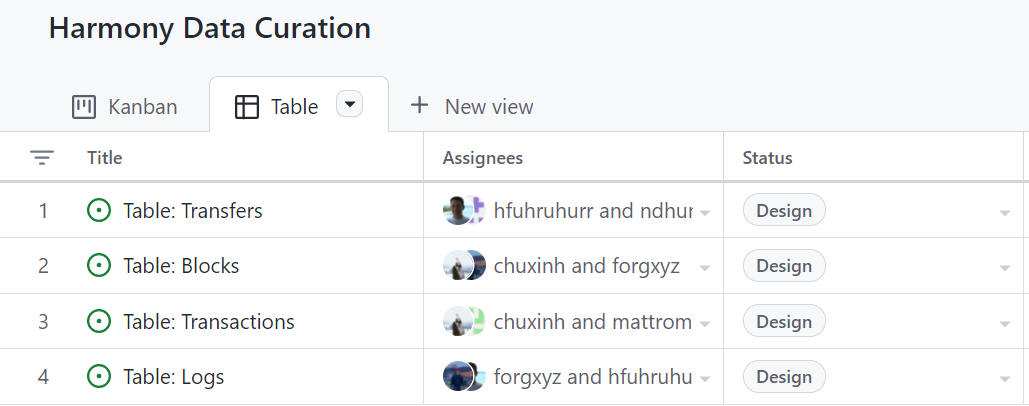 Harmony Data Curation
Kanban Table New view
Title Assignees Status
1 Table: Transfers hfuhruhurr and ndhur Design
2 Table: Blocks chuxinh and forgxyz Design
3 Table: Transactions chuxinh and mattrom Design
4 Table: Logs forgxyz and hfuhruhu Design